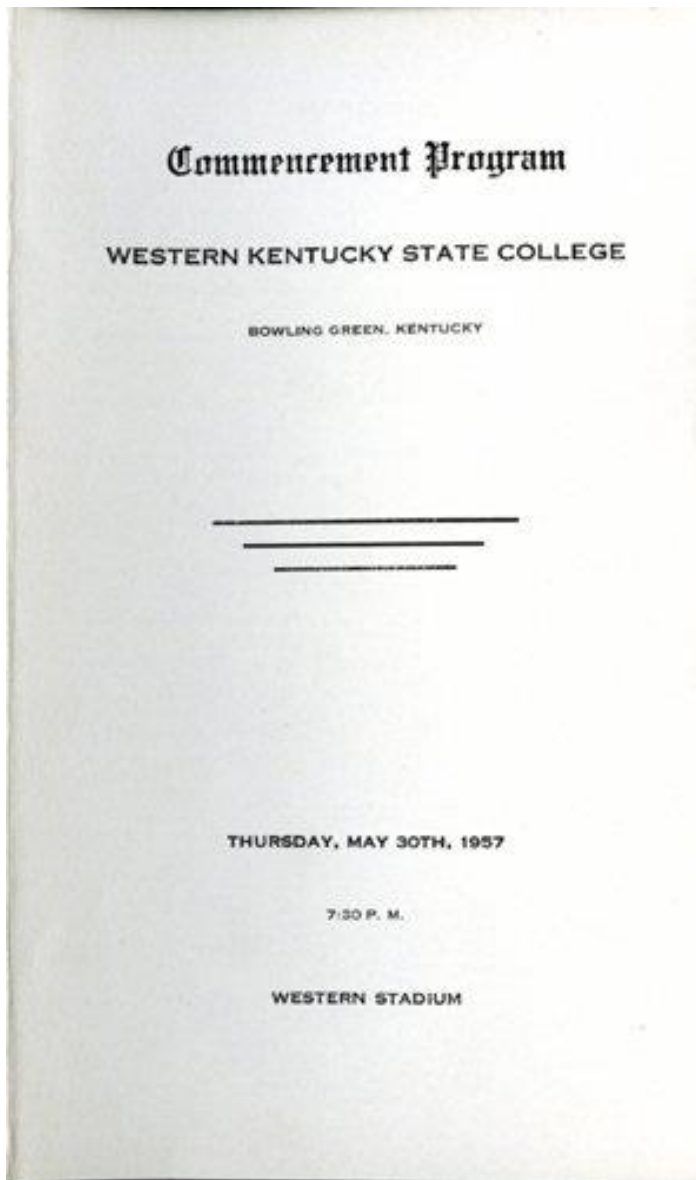 Commencement Program
WESTERN KENTUCKY STATE COLLEGE
BOWLING GREEN, KENTUCKY
THURSDAY, MAY 30TH, 1957
7:30 P. M.
WESTERN STADIUM